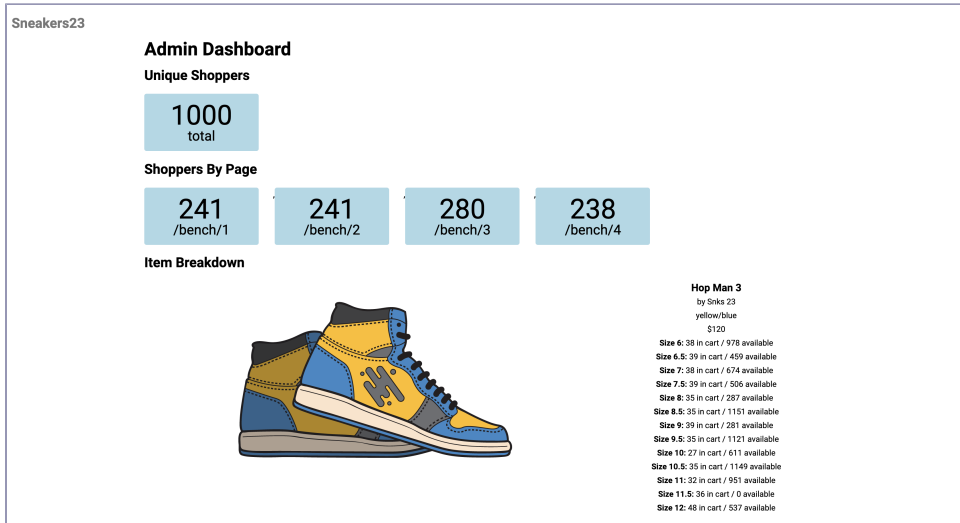 Sneakers23
Admin Dashboard
Unique Shoppers
1000
total
Shoppers By Page
241
/bench/1
241
/bench/2
280
/bench/3
238
/bench/4
Item Breakdown
Hop Man 3
by Snks 23
yellow/blue
$120
Size 6: 38 in cart / 978 available
Size 6.5: 39 in cart / 459 available
Size 7: 38 in cart / 674 available
Size 7.5: 39 in cart / 506 available
Size 8: 35 in cart / 287 available
Size 8.5: 35 in cart / 1151 available
Size 9: 39 in cart / 281 available
Size 9.5: 35 in cart / 1121 available
Size 10: 27 in cart / 611 available
Size 10.5: 35 in cart / 1149 available
Size 11: 32 in cart / 951 available
Size 11.5: 36 in cart / 0 available
Size 12: 48 in cart / 537 available